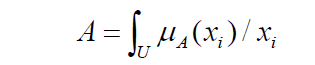 A = ∫_U μ_A(x_i) / x_i